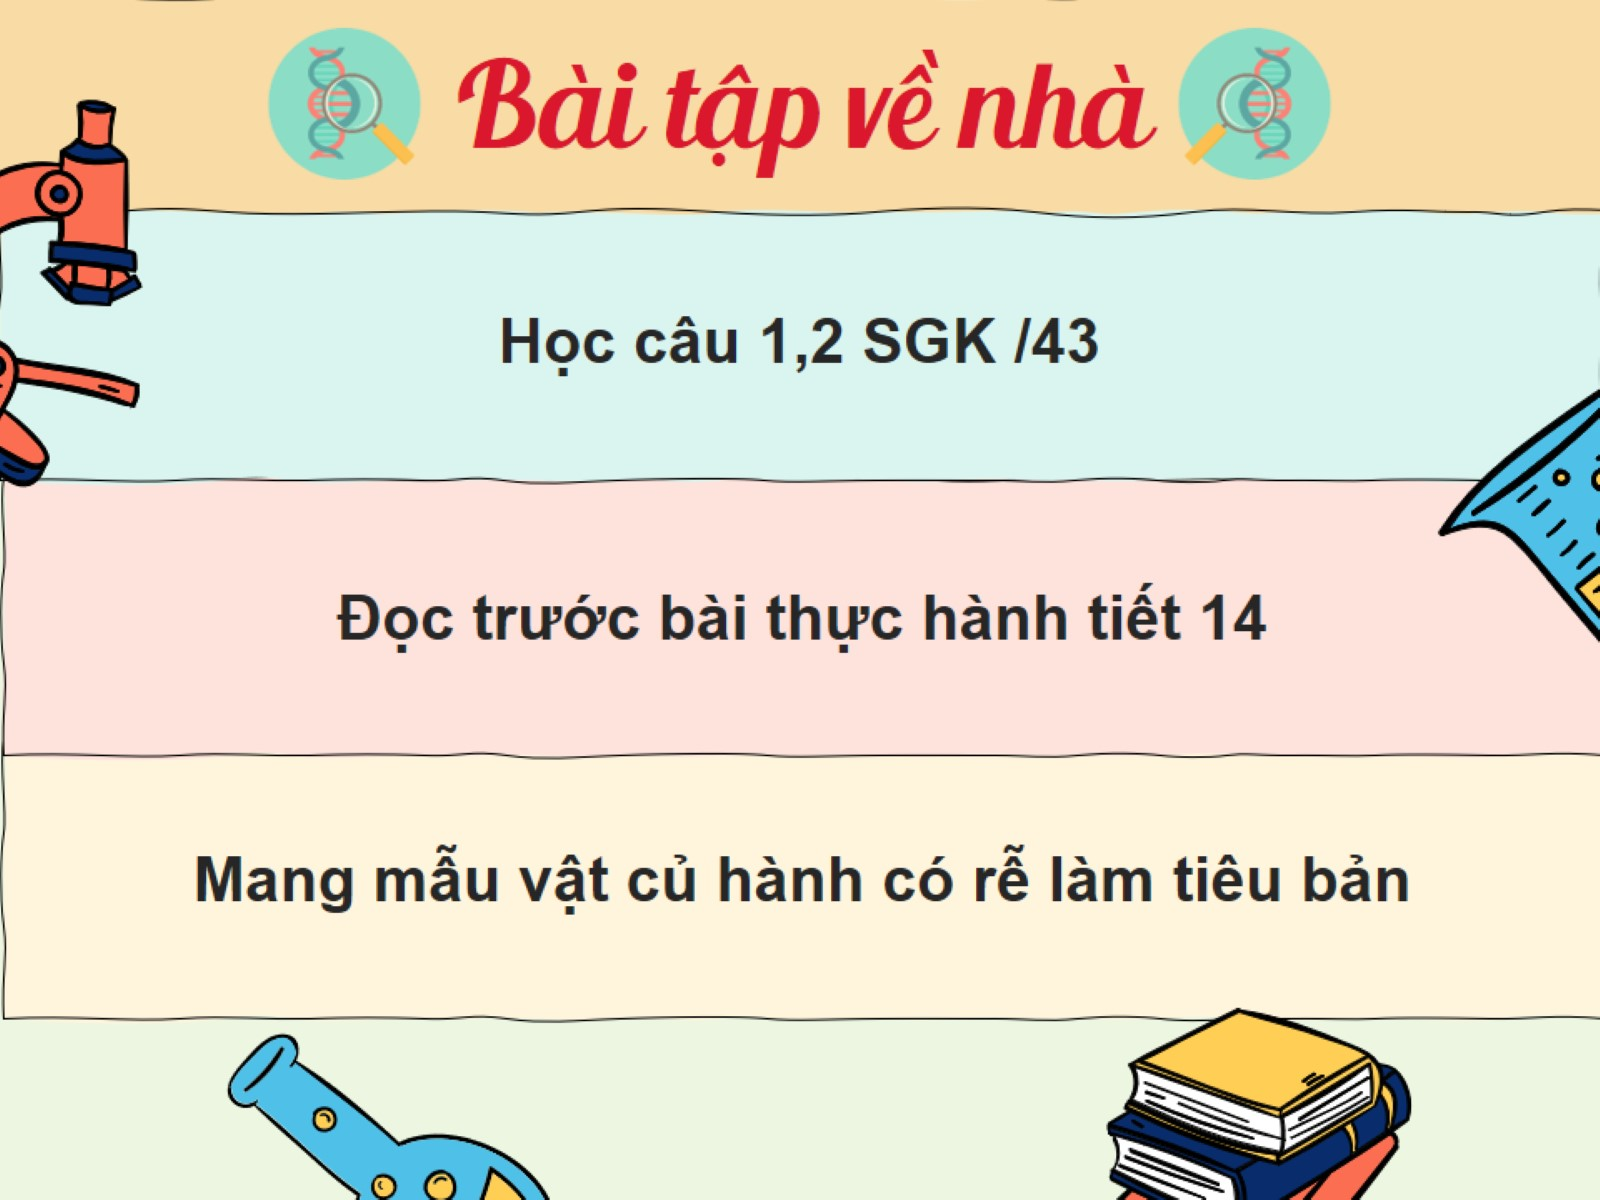 Bài tập về nhà
Học câu 1,2 SGK /43
Đọc trước bài thực hành tiết 14
Mang mẫu vật củ hành có rễ làm tiêu bản